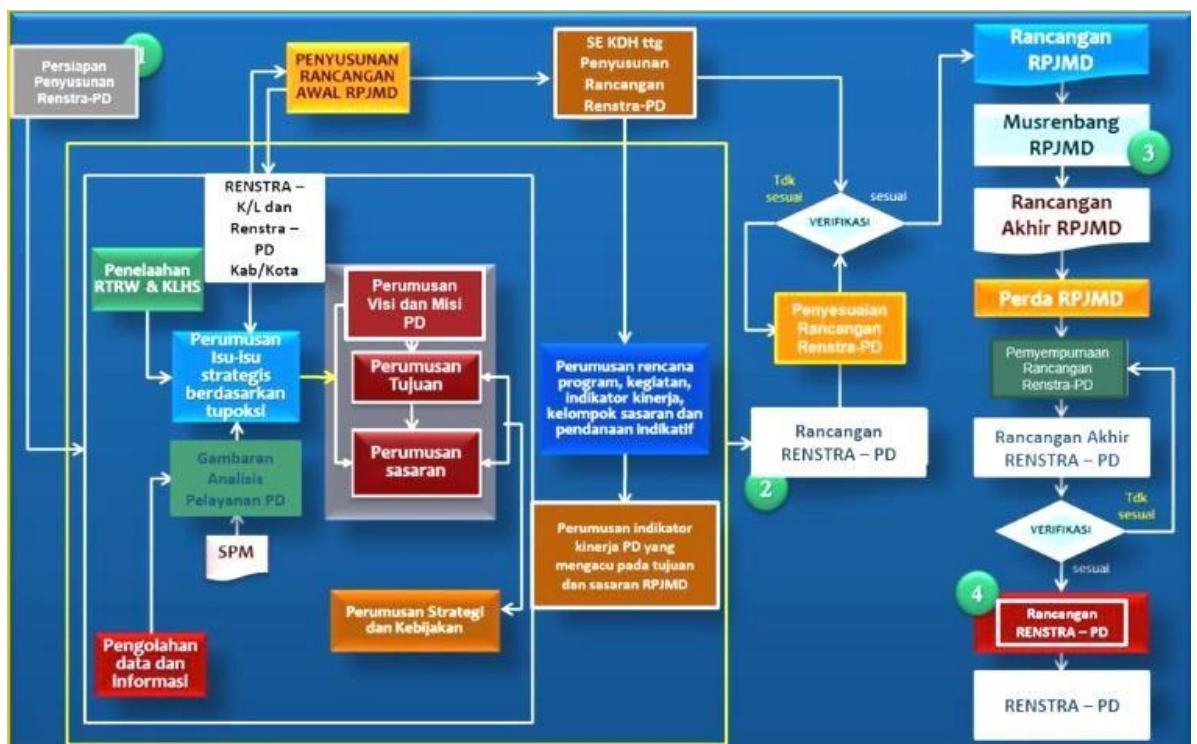 1
Persiapan
Penyusunan
Renstra-PD
PENYUSUNAN
RANCANGAN
AWAL RPJMD
SE KDH ttg
Penyusunan
Rancangan
Renstra-PD
Rancangan
RPJMD
Musrenbang
RPJMD
3
Rancangan
Akhir RPJMD
Perda RPJMD
Pemyempurnaan
Rancangan
Renstra-PD
Rancangan Akhir
RENSTRA – PD
Tdk
sesuai
VERIFIKASI
sesuai
4
Rancangan
RENSTRA – PD
RENSTRA – PD
Tdk
sesuai
sesuai
VERIFIKASI
Penyesuaian
Rancangan
Renstra-PD
Rancangan
RENSTRA – PD
2
RENSTRA –
K/L dan
Renstra –
PD
Kab/Kota
Penelaahan
RTRW & KLHS
Perumusan
Isu-isu
strategis
berdasarkan
tupoksi
Gambaran
Analisis
Pelayanan PD
SPM
Pengolahan
data dan
informasi
Perumusan
Visi dan Misi
PD
Perumusan
Tujuan
Perumusan
sasaran
Perumusan Strategi
dan Kebijakan
Perumusan rencana
program, kegiatan,
indikator kinerja,
kelompok sasaran dan
pendanaan indikatif
Perumusan indikator
kinerja PD yang
mengacu pada tujuan
dan sasaran RPJMD